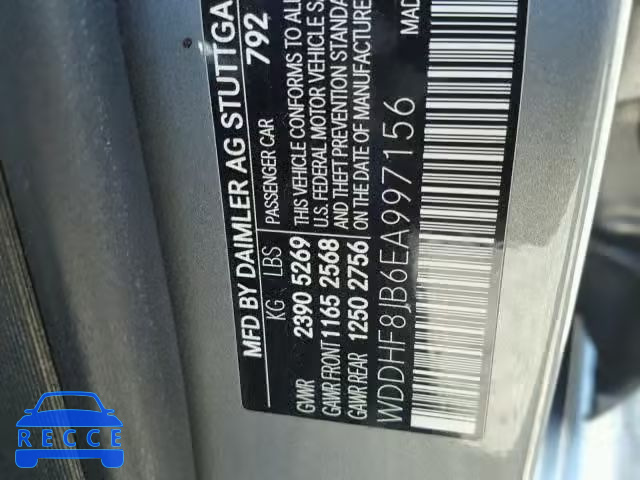 MFD BY DAIMLER AG STUTTGA
792
KG LBS PASSENGER CAR
GVWR 2390 5269
GAWR FRONT 1165 2568
GAWR REAR 1250 2756
THIS VEHICLE CONFORMS TO ALL
U.S. FEDERAL MOTOR VEHICLE SA
AND THEFT PREVENTION STANDA
ON THE DATE OF MANUFACTURE
MAD
WDDHF8JB6EA997156
RECCE